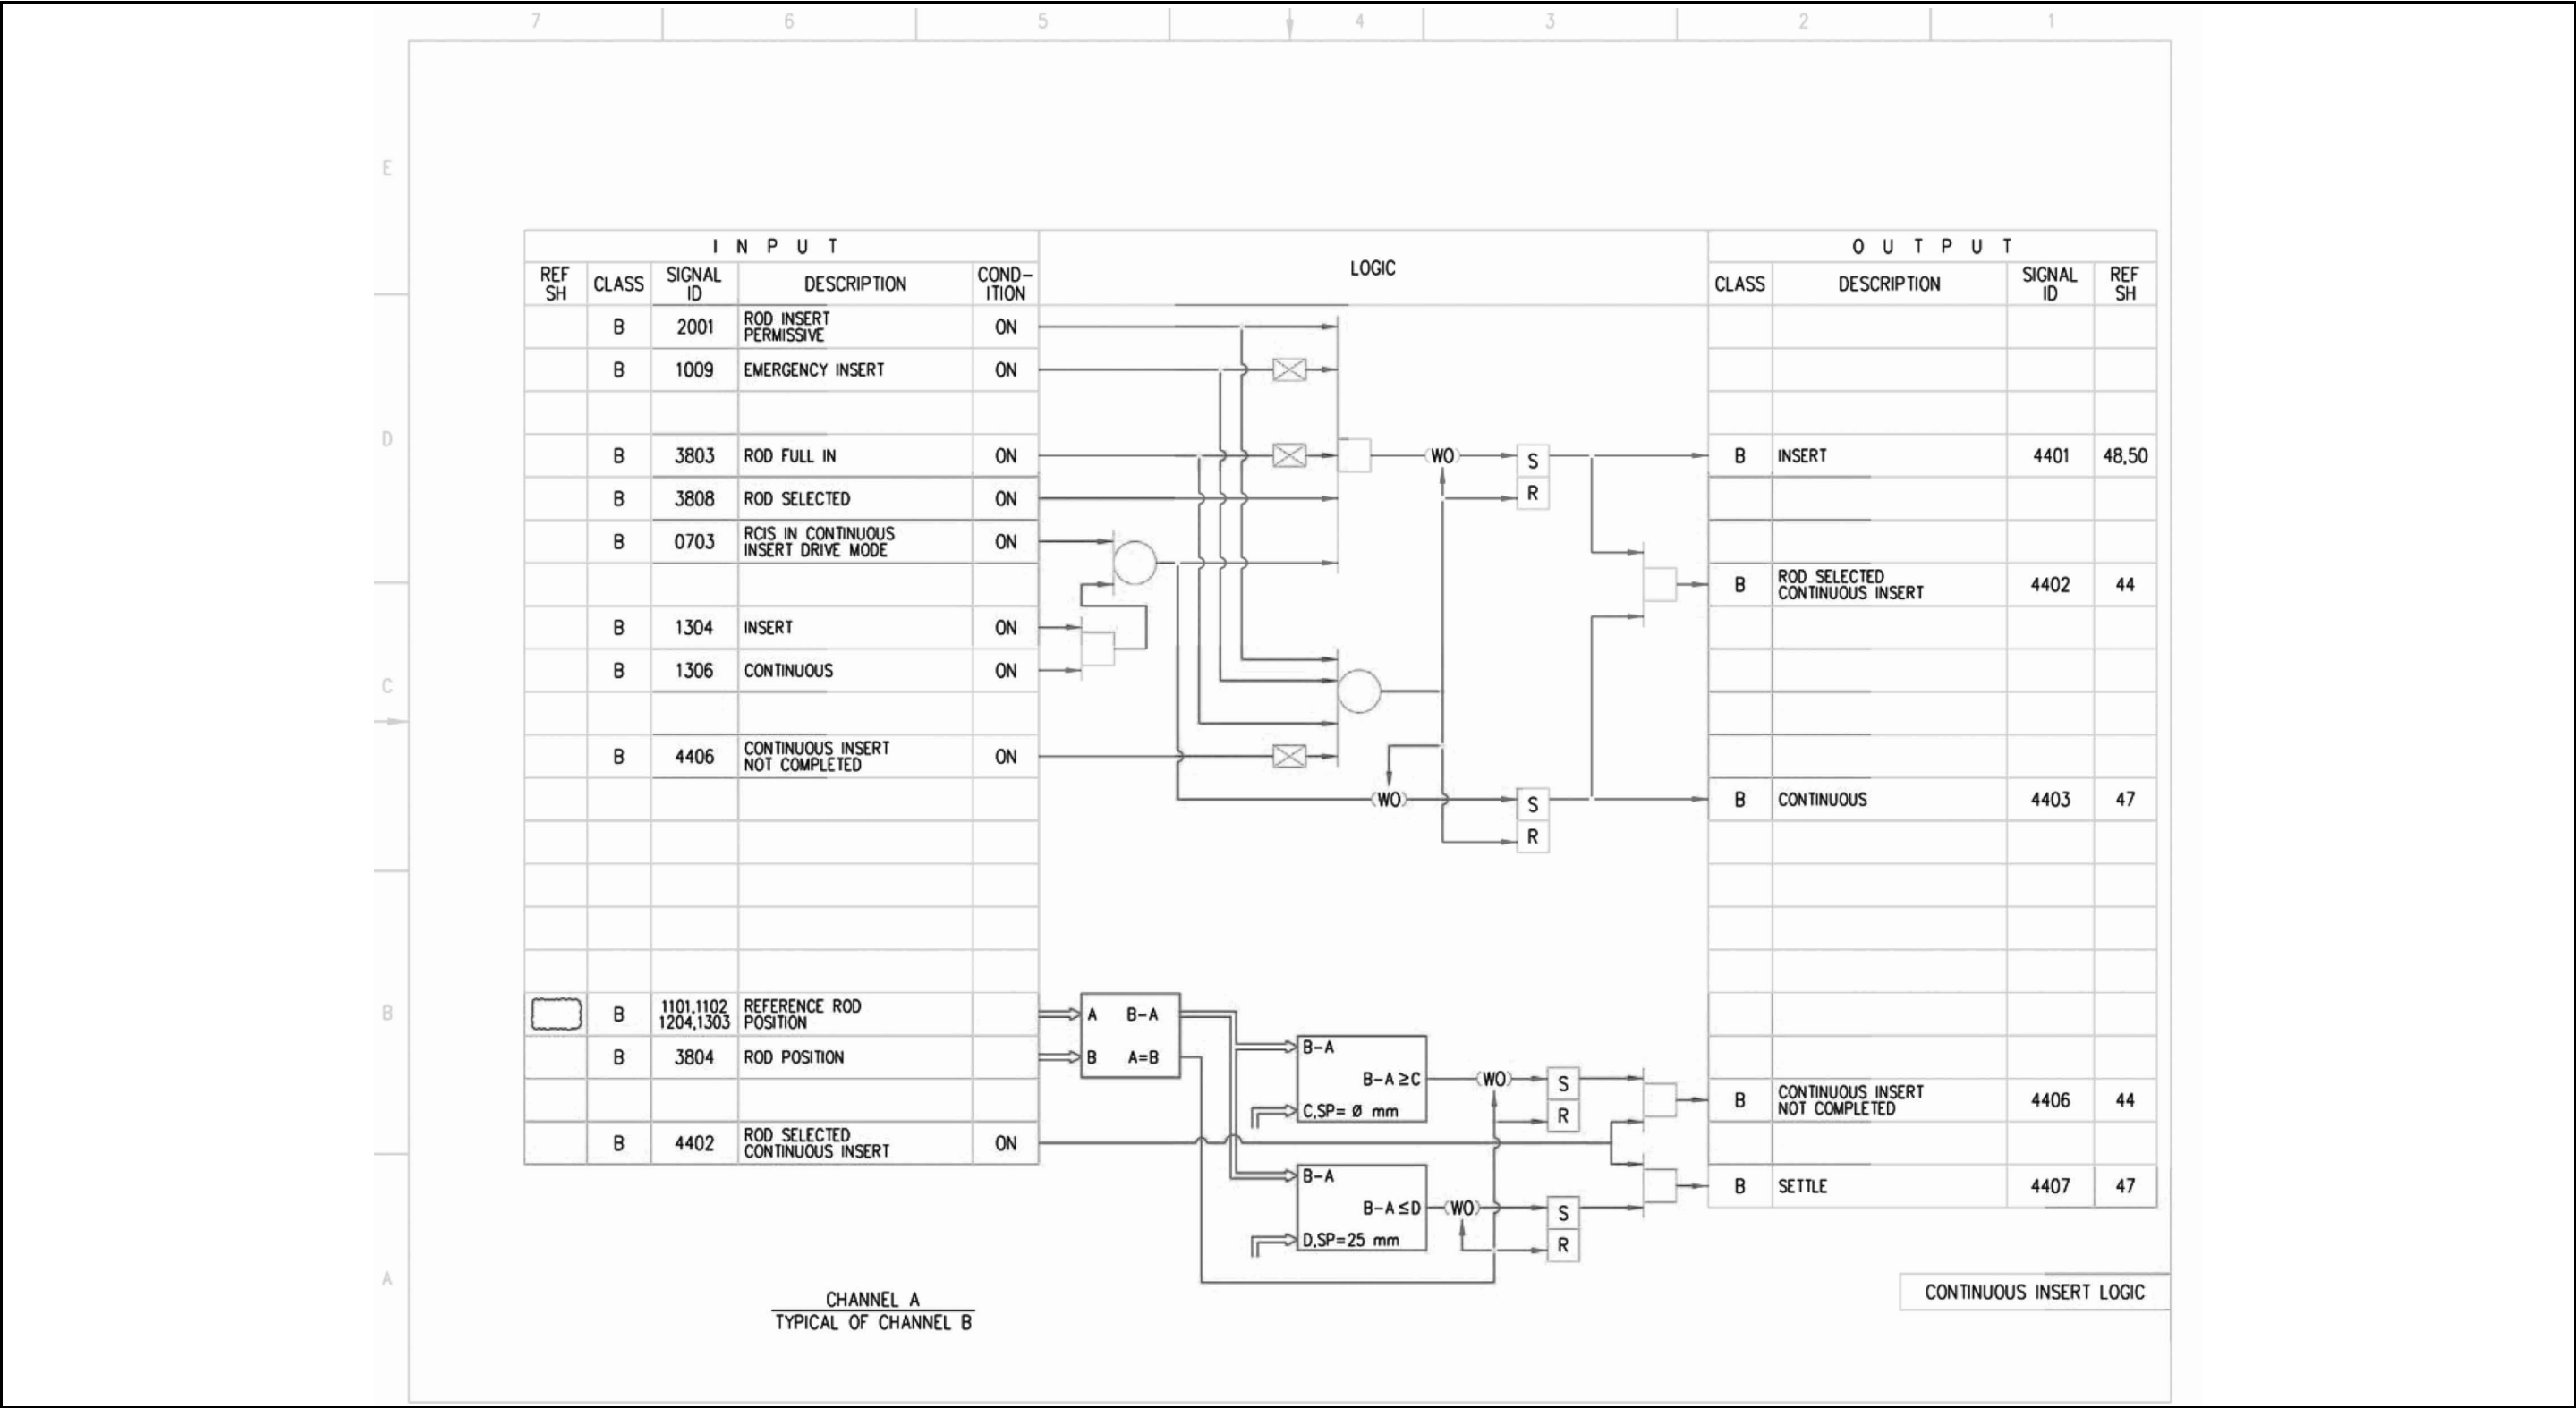 7 6 5 4 3 2 1
E
D
C
B
A
I N P U T
LOGIC
O U T P U T
REF SH CLASS SIGNAL ID DESCRIPTION COND-ITION
CLASS DESCRIPTION SIGNAL ID REF SH
B 2001 ROD INSERT PERMISSIVE ON
B 1009 EMERGENCY INSERT ON
B 3803 ROD FULL IN ON
B 3808 ROD SELECTED ON
B 0703 RCIS IN CONTINUOUS INSERT DRIVE MODE ON
B 1304 INSERT ON
B 1306 CONTINUOUS ON
B 4406 CONTINUOUS INSERT NOT COMPLETED ON
B 1101,1102 1204,1303 REFERENCE ROD POSITION
B 3804 ROD POSITION
B 4402 ROD SELECTED CONTINUOUS INSERT ON
(WO) S
R
(WO) S
R
A B-A
B A=B
B-A
B-A≥C
C,SP= Ø mm
(WO) S
R
B-A
B-A≤D
D,SP=25 mm
(WO) S
R
B INSERT 4401 48,50
B ROD SELECTED CONTINUOUS INSERT 4402 44
B CONTINUOUS 4403 47
B CONTINUOUS INSERT NOT COMPLETED 4406 44
B SETTLE 4407 47
CHANNEL A
TYPICAL OF CHANNEL B
CONTINUOUS INSERT LOGIC